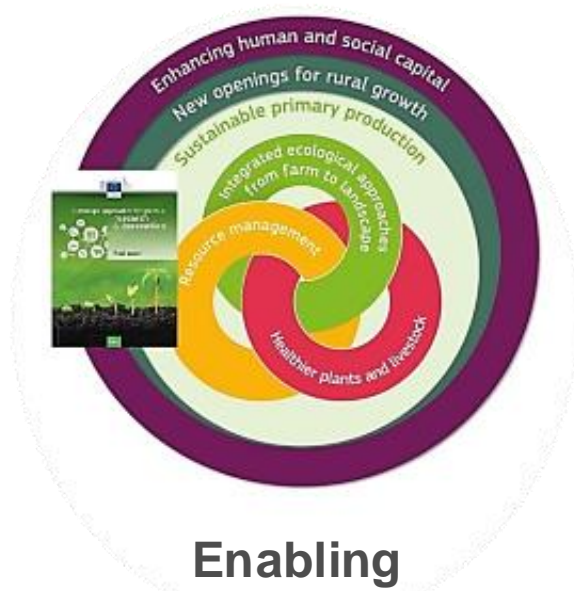 Enhancing human and social capital
New openings for rural growth
Sustainable primary production
Integrated ecological approaches
from farm to landscape
Resource management
Healthier plants and livestock
Enabling